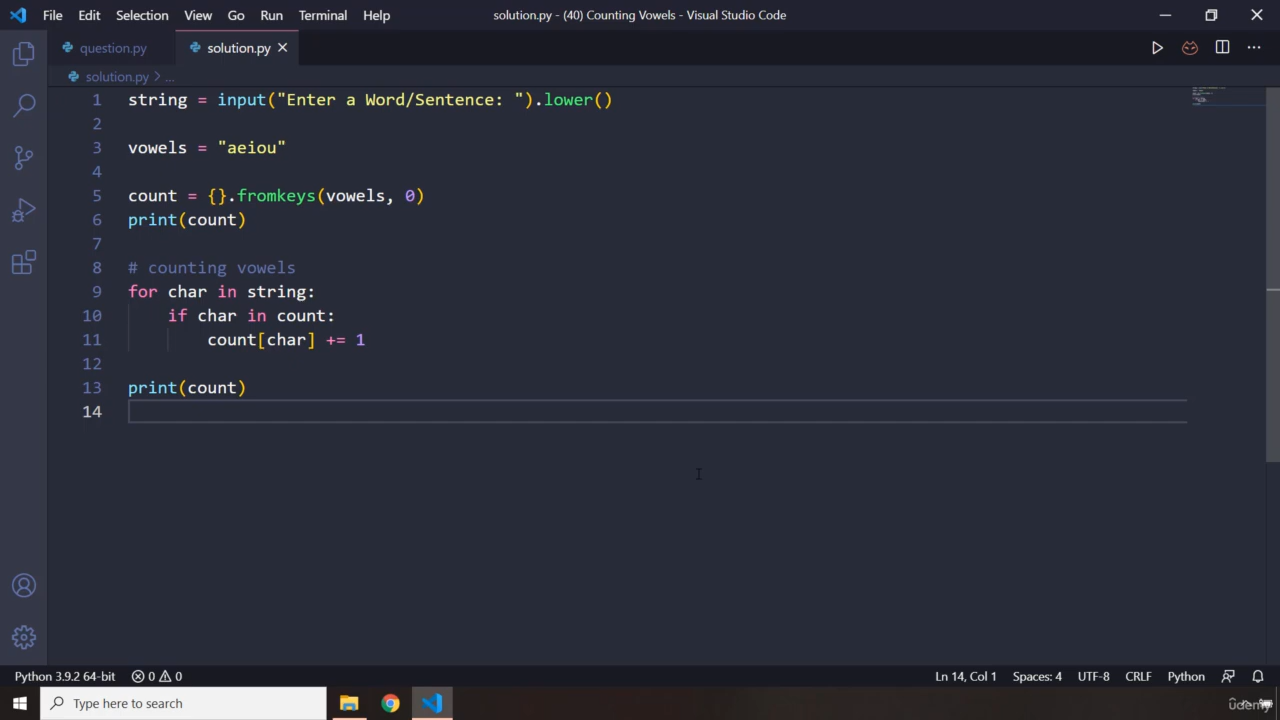 File Edit Selection View Go Run Terminal Help
solution.py - (40) Counting Vowels - Visual Studio Code
question.py
solution.py
solution.py > ...
1 string = input("Enter a Word/Sentence: ").lower()
2
3 vowels = "aeiou"
4
5 count = {}.fromkeys(vowels, 0)
6 print(count)
7
8 # counting vowels
9 for char in string:
10 if char in count:
11 count[char] += 1
12
13 print(count)
14
Python 3.9.2 64-bit 0 0 Ln 14, Col 1 Spaces: 4 UTF-8 CRLF Python
Type here to search
udemy